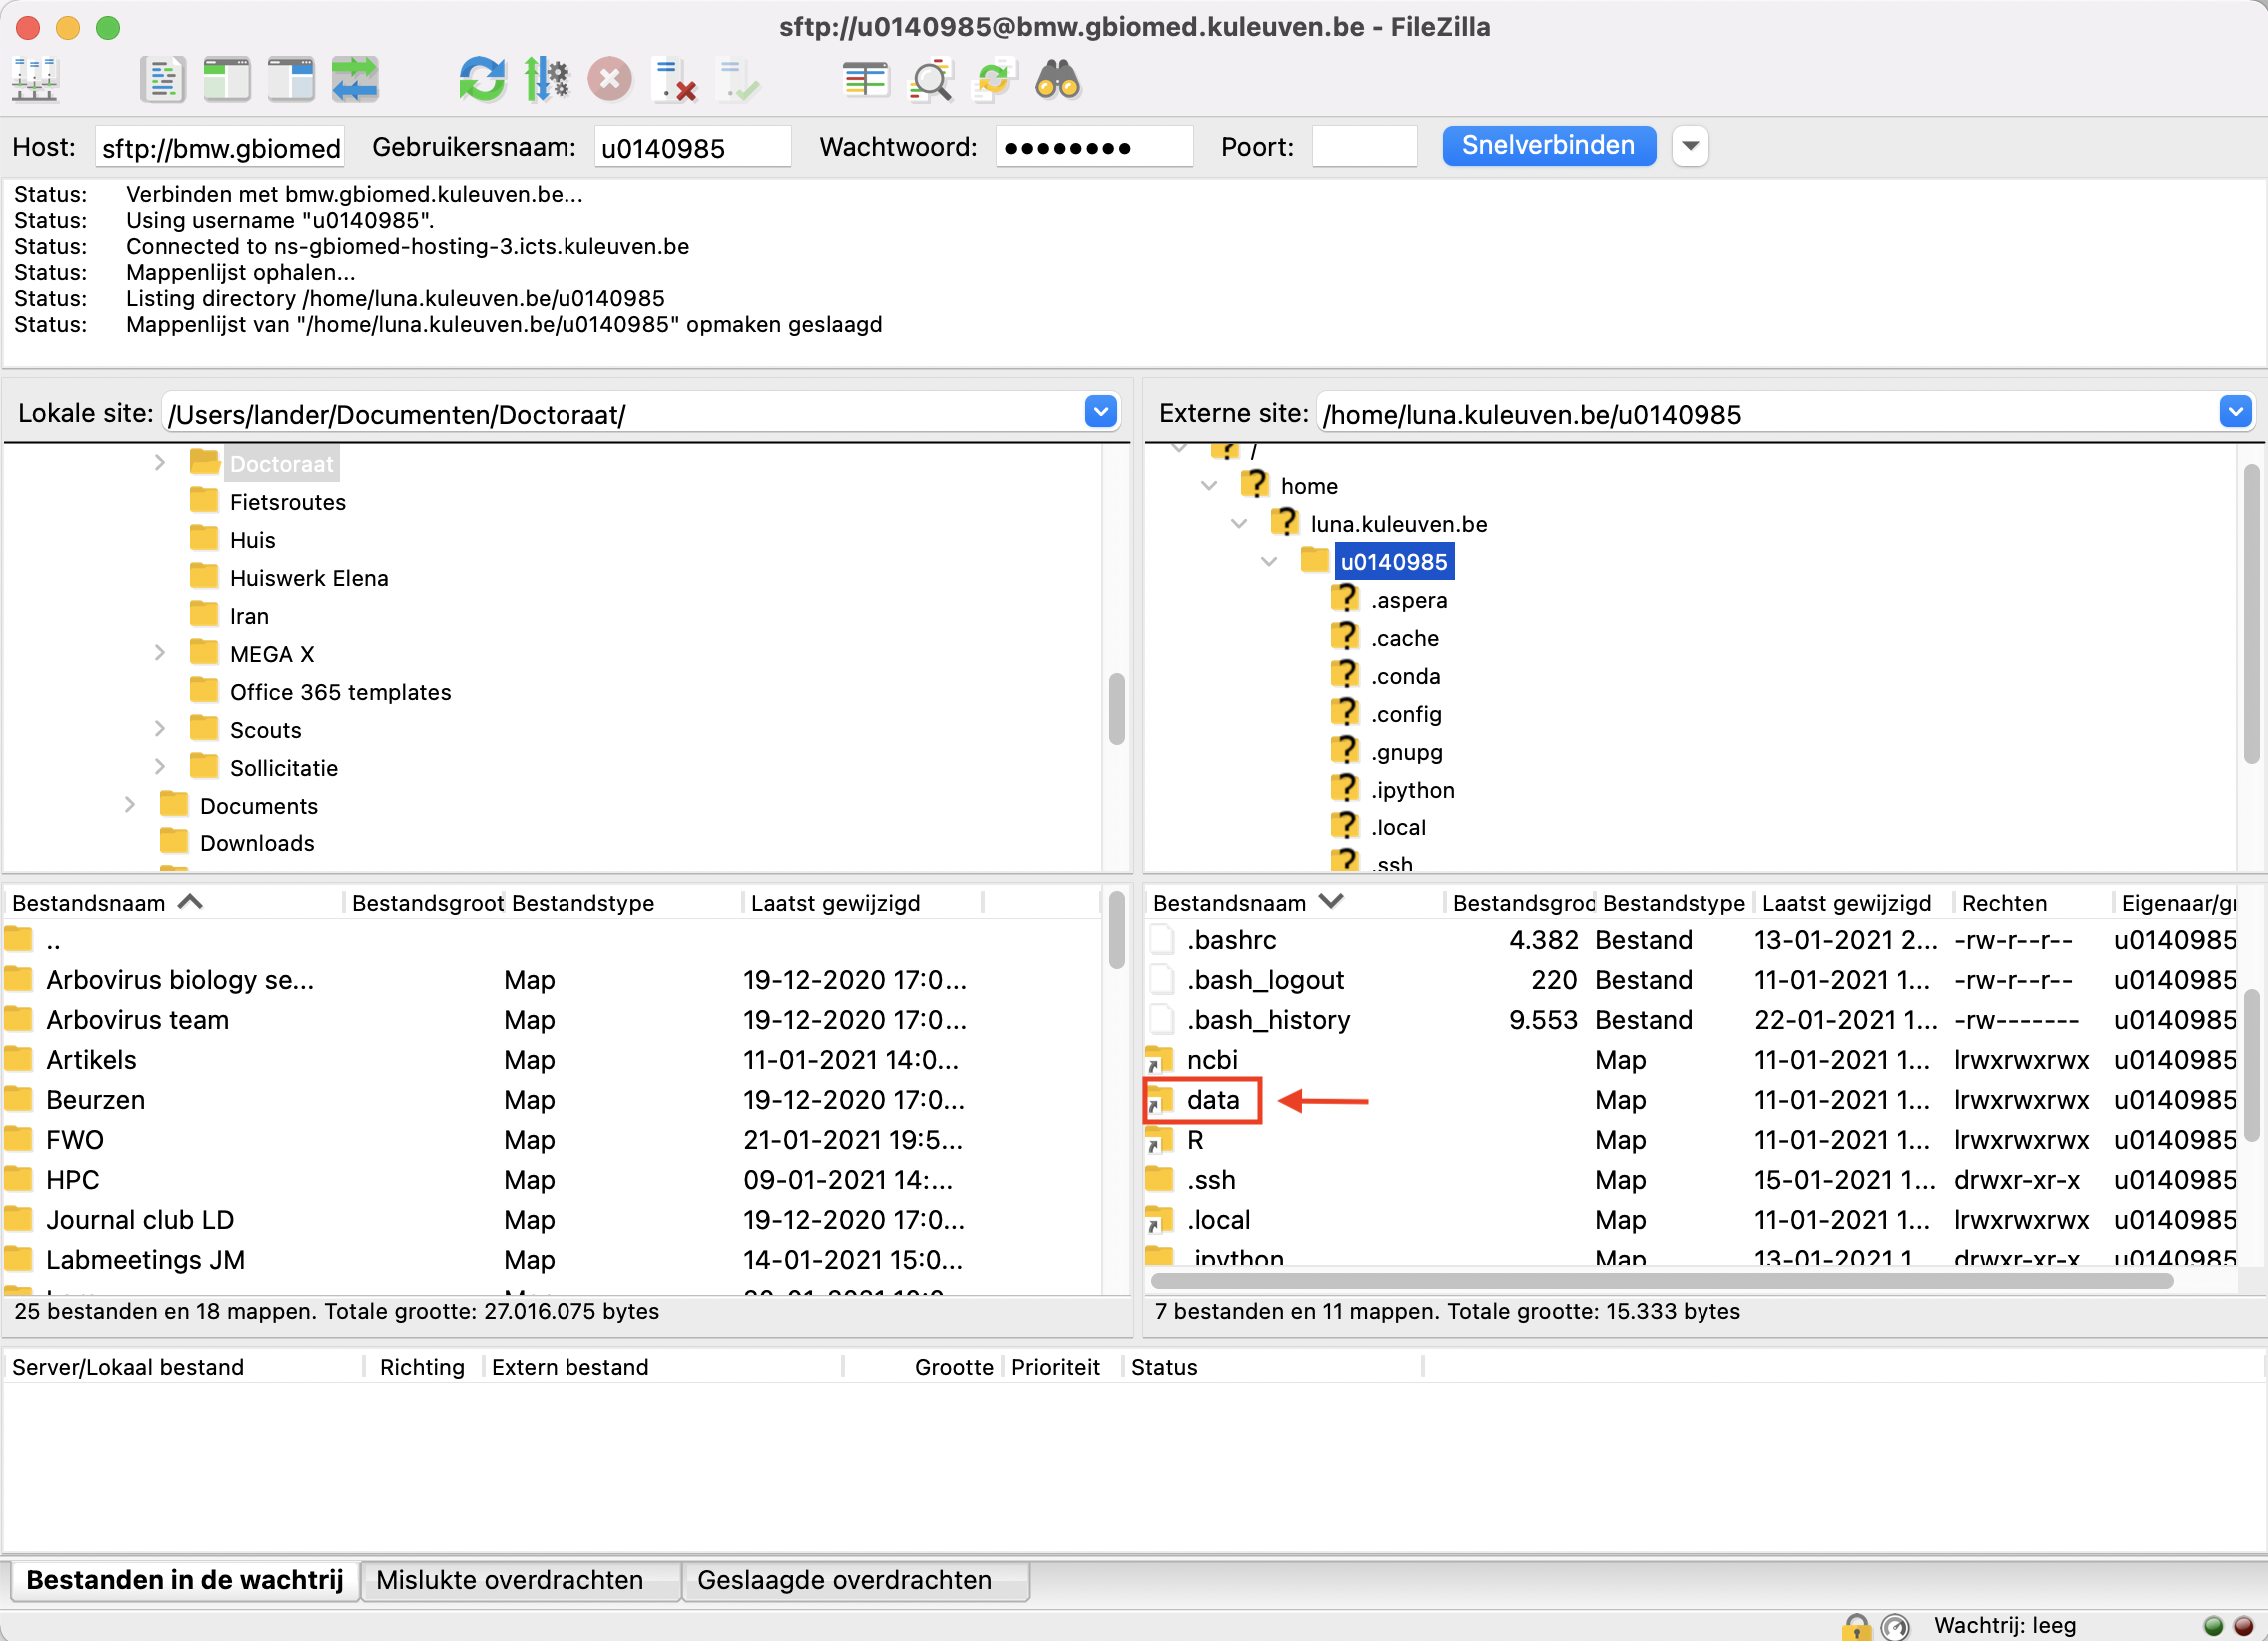 sftp://u0140985@bmw.gbiomed.kuleuven.be - FileZilla
Host: sftp://bmw.gbiomed Gebruikersnaam: u0140985 Wachtwoord: ●●●●●●●● Poort: Snelverbinden
Status: Verbinden met bmw.gbiomed.kuleuven.be...
Status: Using username "u0140985".
Status: Connected to ns-gbiomed-hosting-3.icts.kuleuven.be
Status: Mappenlijst ophalen...
Status: Listing directory /home/luna.kuleuven.be/u0140985
Status: Mappenlijst van "/home/luna.kuleuven.be/u0140985" opmaken geslaagd
Lokale site: /Users/lander/Documenten/Doctoraat/
Doctoraat
Fietsroutes
Huis
Huiswerk Elena
Iran
MEGA X
Office 365 templates
Scouts
Sollicitatie
Documents
Downloads
Externe site: /home/luna.kuleuven.be/u0140985
/
home
luna.kuleuven.be
u0140985
.aspera
.cache
.conda
.config
.gnupg
.ipython
.local
.ssh
Bestandsnaam Bestandsgroot Bestandstype Laatst gewijzigd
..
Arbovirus biology se... Map 19-12-2020 17:0...
Arbovirus team Map 19-12-2020 17:0...
Artikels Map 11-01-2021 14:0...
Beurzen Map 19-12-2020 17:0...
FWO Map 21-01-2021 19:5...
HPC Map 09-01-2021 14:...
Journal club LD Map 19-12-2020 17:0...
Labmeetings JM Map 14-01-2021 15:0...
25 bestanden en 18 mappen. Totale grootte: 27.016.075 bytes
Bestandsnaam Bestandsgroo Bestandstype Laatst gewijzigd Rechten Eigenaar/gr
.bashrc 4.382 Bestand 13-01-2021 2... -rw-r--r-- u0140985
.bash_logout 220 Bestand 11-01-2021 1... -rw-r--r-- u0140985
.bash_history 9.553 Bestand 22-01-2021 1... -rw------- u0140985
ncbi Map 11-01-2021 1... lrwxrwxrwx u0140985
data Map 11-01-2021 1... lrwxrwxrwx u0140985
R Map 11-01-2021 1... lrwxrwxrwx u0140985
.ssh Map 15-01-2021 1... drwxr-xr-x u0140985
.local Map 11-01-2021 1... lrwxrwxrwx u0140985
.ipython Map 13-01-2021 1 drwxr-xr-x u0140985
7 bestanden en 11 mappen. Totale grootte: 15.333 bytes
Server/Lokaal bestand Richting Extern bestand Grootte Prioriteit Status
Bestanden in de wachtrij Mislukte overdrachten Geslaagde overdrachten
Wachtrij: leeg